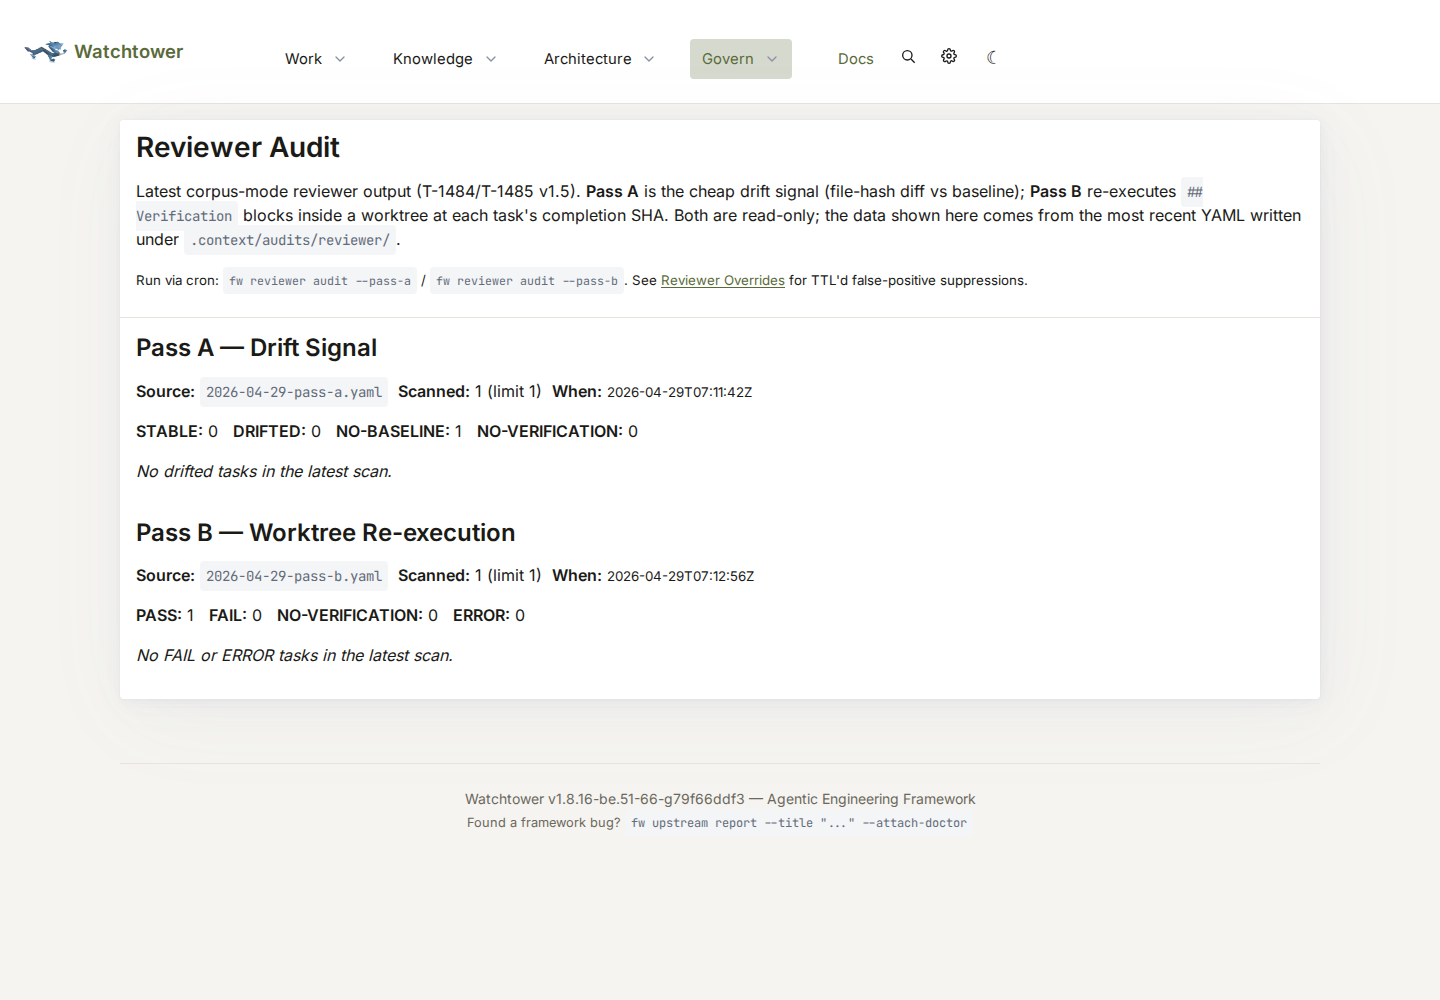 Watchtower
Work
Knowledge
Architecture
Govern
Docs
Reviewer Audit
Latest corpus-mode reviewer output (T-1484/T-1485 v1.5). Pass A is the cheap drift signal (file-hash diff vs baseline); Pass B re-executes ##
Verification blocks inside a worktree at each task's completion SHA. Both are read-only; the data shown here comes from the most recent YAML written
under .context/audits/reviewer/ .
Run via cron: fw reviewer audit --pass-a / fw reviewer audit --pass-b . See Reviewer Overrides for TTL'd false-positive suppressions.
Pass A — Drift Signal
Source: 2026-04-29-pass-a.yaml Scanned: 1 (limit 1) When: 2026-04-29T07:11:42Z
STABLE: 0 DRIFTED: 0 NO-BASELINE: 1 NO-VERIFICATION: 0
No drifted tasks in the latest scan.
Pass B — Worktree Re-execution
Source: 2026-04-29-pass-b.yaml Scanned: 1 (limit 1) When: 2026-04-29T07:12:56Z
PASS: 1 FAIL: 0 NO-VERIFICATION: 0 ERROR: 0
No FAIL or ERROR tasks in the latest scan.
Watchtower v1.8.16-be.51-66-g79f66ddf3 — Agentic Engineering Framework
Found a framework bug? fw upstream report --title "..." --attach-doctor